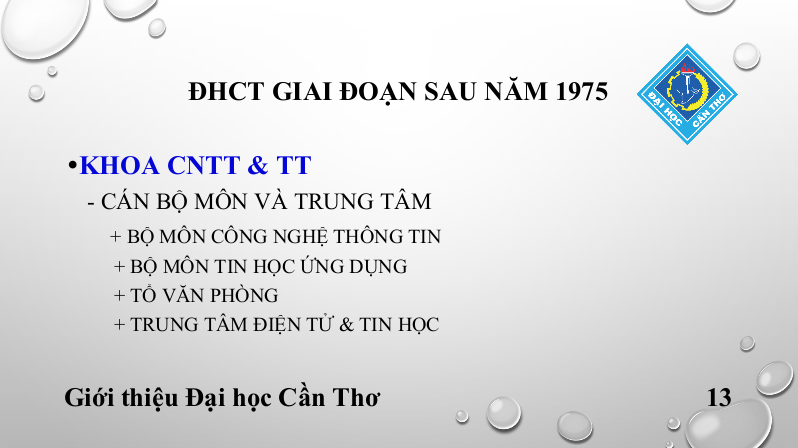 ĐHCT GIAI ĐOẠN SAU NĂM 1975
ĐẠI HỌC CẦN THƠ
•KHOA CNTT & TT
- CÁN BỘ MÔN VÀ TRUNG TÂM
+ BỘ MÔN CÔNG NGHỆ THÔNG TIN
+ BỘ MÔN TIN HỌC ỨNG DỤNG
+ TỔ VĂN PHÒNG
+ TRUNG TÂM ĐIỆN TỬ & TIN HỌC
Giới thiệu Đại học Cần Thơ 13